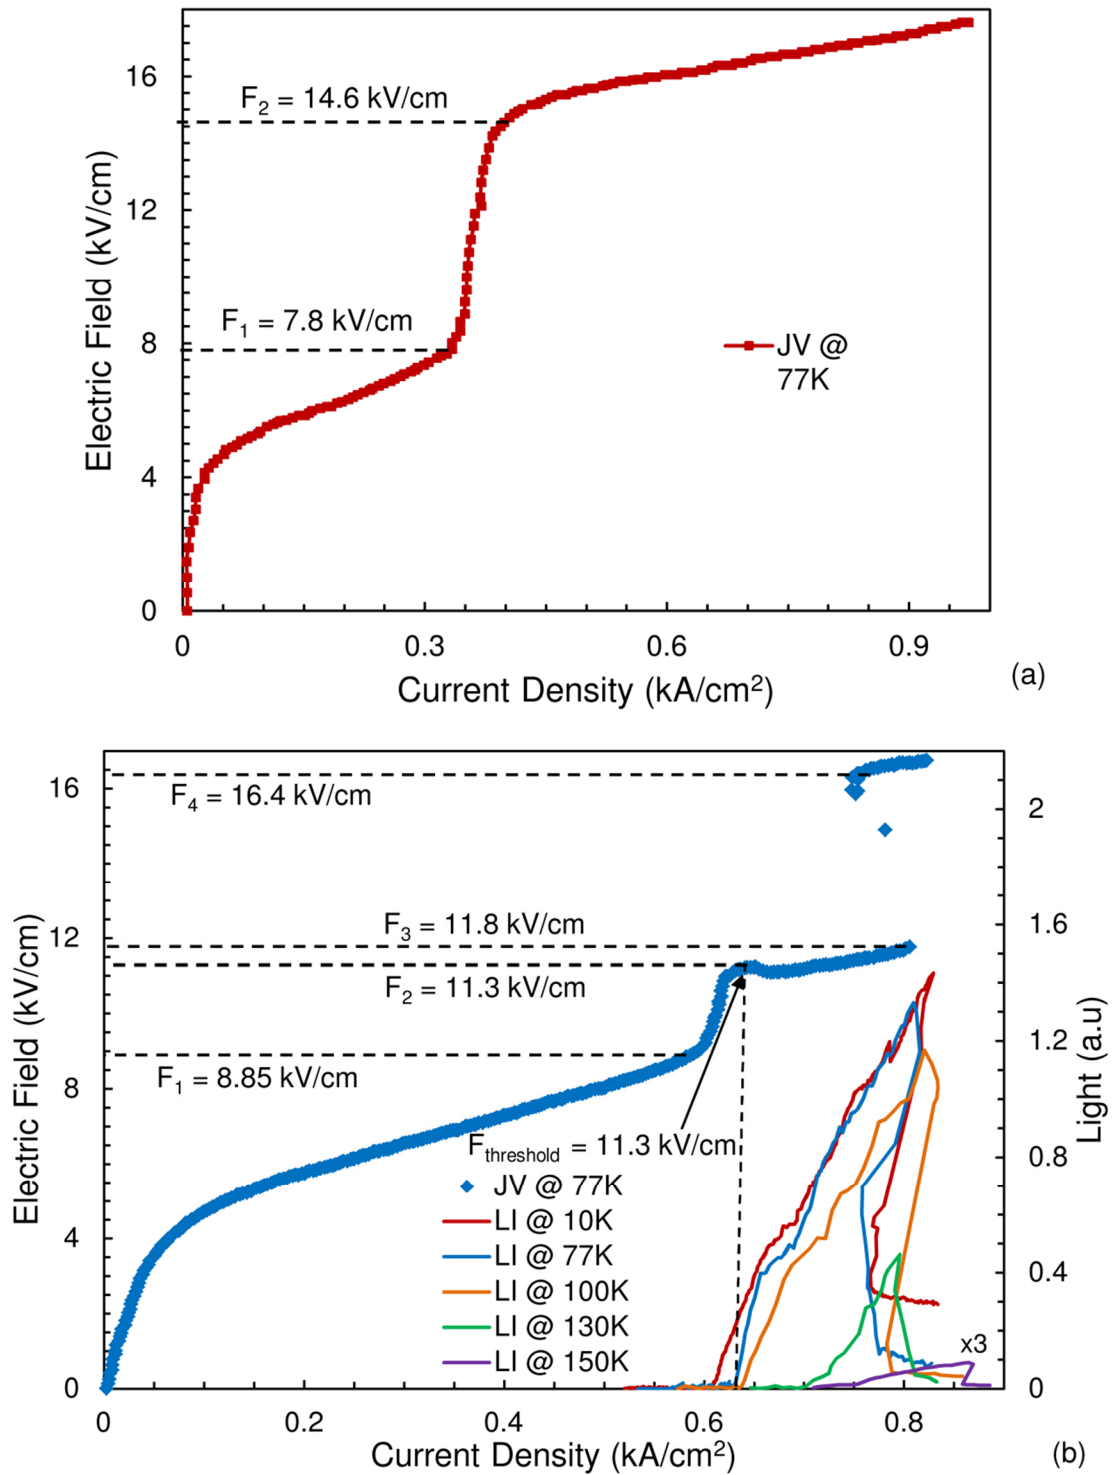 16
F2 = 14.6 kV/cm
12
Electric Field (kV/cm)
F1 = 7.8 kV/cm
8
JV @
77K
4
0
0 0.3 0.6 0.9
Current Density (kA/cm²)
(a)
16
F4 = 16.4 kV/cm
2
F3 = 11.8 kV/cm
1.6
12
F2 = 11.3 kV/cm
Electric Field (kV/cm)
Light (a.u)
1.2
F1 = 8.85 kV/cm
8
Fthreshold = 11.3 kV/cm
0.8
JV @ 77K
LI @ 10K
4
LI @ 77K
0.4
LI @ 100K
LI @ 130K
x3
LI @ 150K
0
0
0 0.2 0.4 0.6 0.8
Current Density (kA/cm²)
(b)